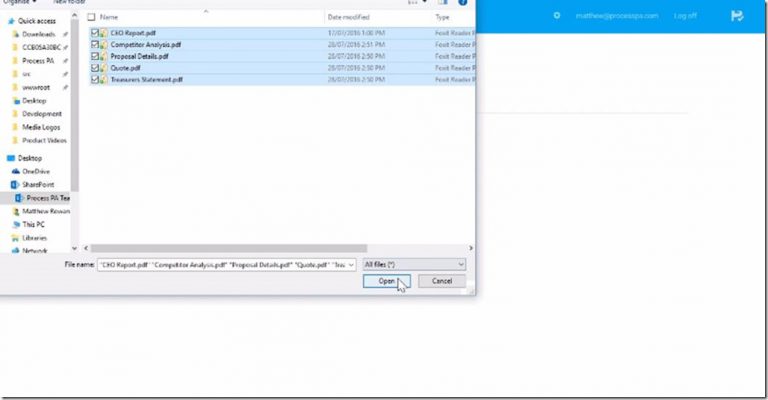 Organise New folder
matthew@processpa.com Log off
Name Date modified Type
Quick access
Downloads
CCB05A30BC
Process PA
src
wwwroot
Desktop
Development
Media Logos
Product Videos
Desktop
OneDrive
SharePoint
Process PA Tea
Matthew Rowan
This PC
Libraries
Network
CEO Report.pdf 17/07/2016 1:00 PM Foxit Reader P
Competitor Analysis.pdf 28/07/2016 2:51 PM Foxit Reader P
Proposal Details.pdf 28/07/2016 2:50 PM Foxit Reader P
Quote.pdf 28/07/2016 2:50 PM Foxit Reader P
Treasurers Statement.pdf 28/07/2016 2:50 PM Foxit Reader P
File name: "CEO Report.pdf" "Competitor Analysis.pdf" "Proposal Details.pdf" "Quote.pdf" "Trea
All files (*)
Open Cancel